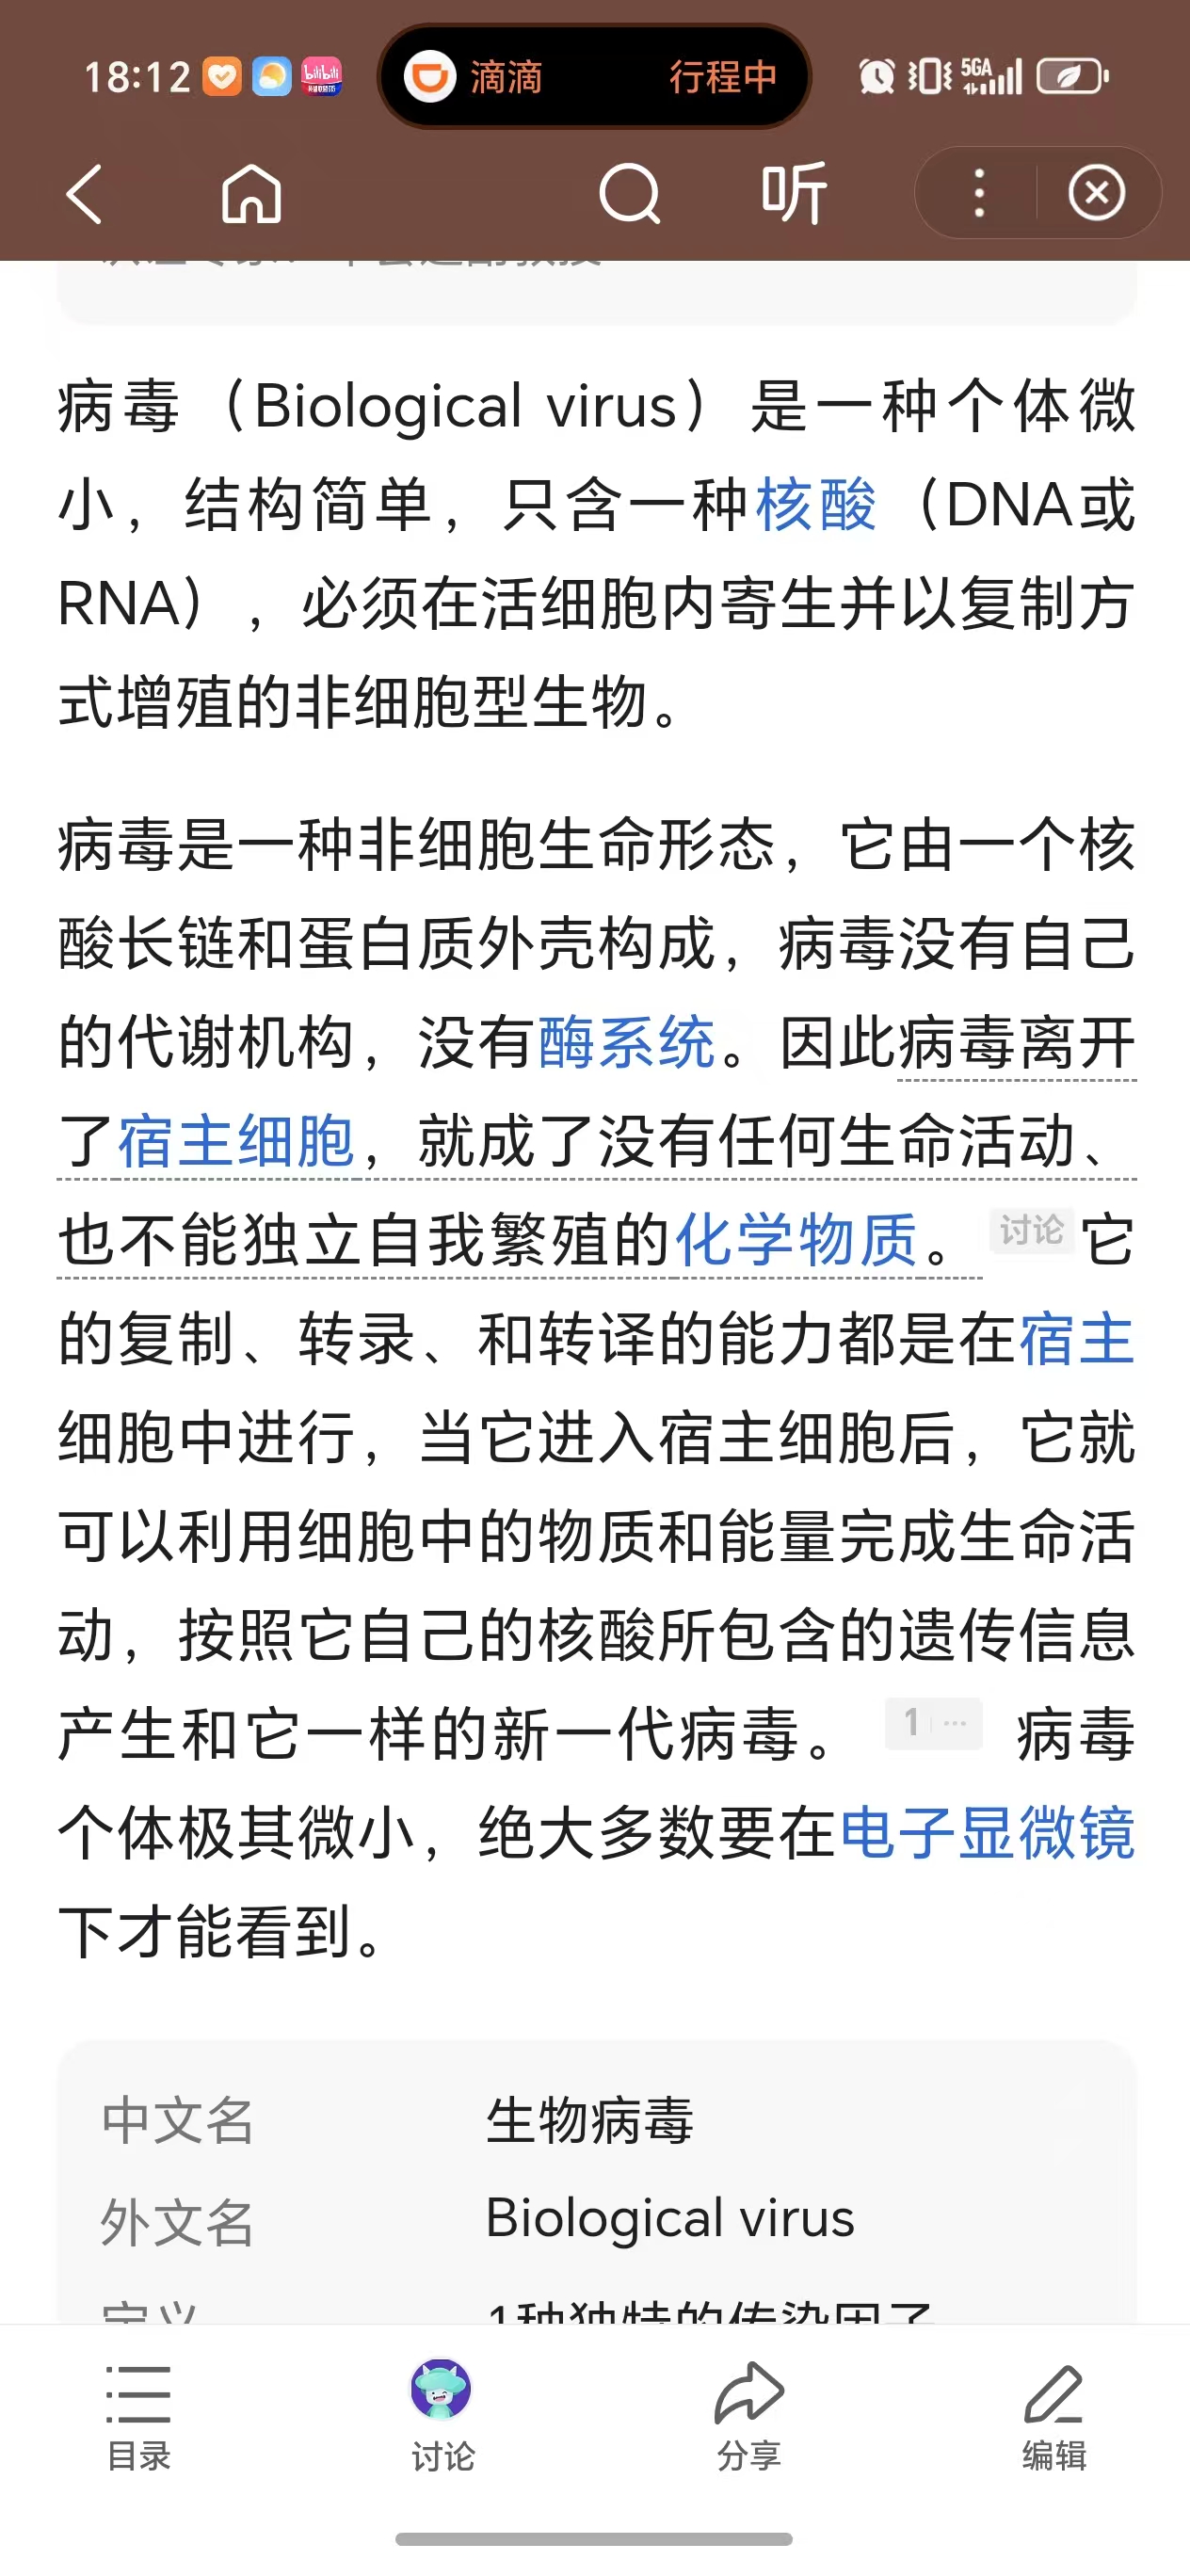 18:12
bilibili
滴滴 行程中
5GA
听
病毒（Biological virus）是一种个体微
小，结构简单，只含一种核酸（DNA或
RNA），必须在活细胞内寄生并以复制方
式增殖的非细胞型生物。
病毒是一种非细胞生命形态，它由一个核
酸长链和蛋白质外壳构成，病毒没有自己
的代谢机构，没有酶系统。因此病毒离开
了宿主细胞，就成了没有任何生命活动、
也不能独立自我繁殖的化学物质。 讨论 它
的复制、转录、和转译的能力都是在宿主
细胞中进行，当它进入宿主细胞后，它就
可以利用细胞中的物质和能量完成生命活
动，按照它自己的核酸所包含的遗传信息
产生和它一样的新一代病毒。 1 ··· 病毒
个体极其微小，绝大多数要在电子显微镜
下才能看到。
中文名 生物病毒
外文名 Biological virus
定义 1种独特的传染因子
目录 讨论 分享 编辑